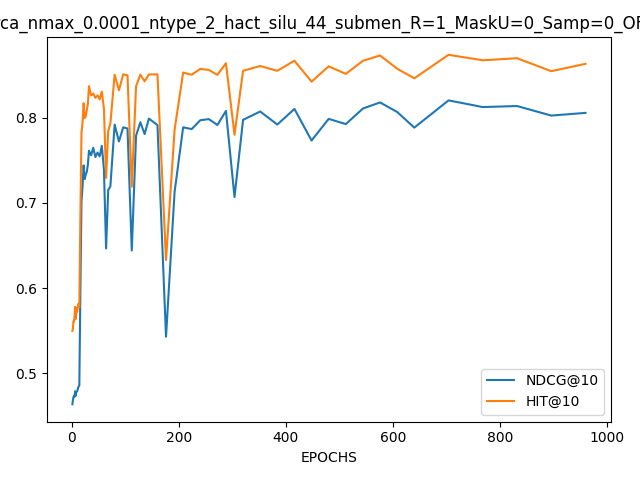 rca_nmax_0.0001_ntype_2_hact_silu_44_submen_R=1_MaskU=0_Samp=0_OF
0.8
0.7
0.6
0.5
NDCG@10
HIT@10
0 200 400 600 800 1000
EPOCHS